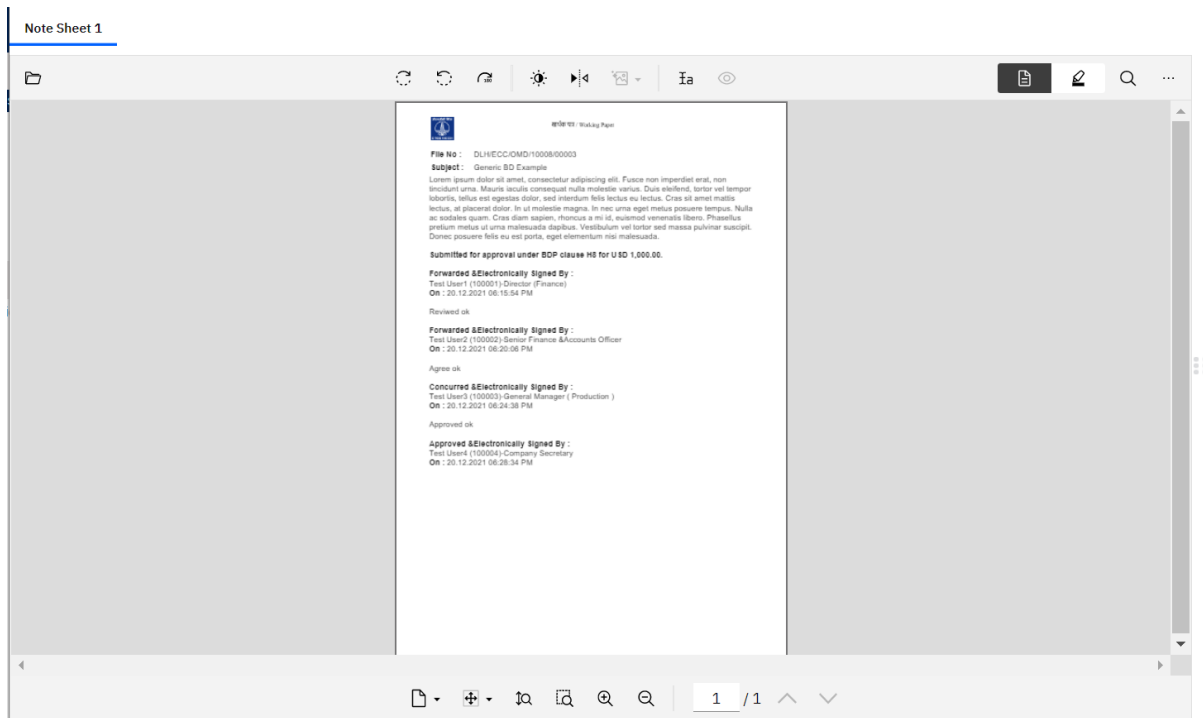 Note Sheet 1
कार्यपत्र / Working Paper
File No : DLH/ECC/OMD/10008/00003
Subject : Generic BD Example
Lorem ipsum dolor sit amet, consectetur adipiscing elit. Fusce non imperdiet erat, non
tincidunt urna. Mauris iaculis consequat nulla molestie varius. Duis eleifend, tortor vel tempor
lobortis, tellus est egestas dolor, sed interdum felis lectus eu lectus. Cras sit amet mattis
lectus, at placerat dolor. In ut molestie magna. In nec urna eget metus posuere tempus. Nulla
ac sodales quam. Cras diam sapien, rhoncus a mi id, euismod venenatis libero. Phasellus
pretium metus ut urna malesuada dapibus. Vestibulum vel tortor sed massa pulvinar suscipit.
Donec posuere felis eu est porta, eget elementum nisi malesuada.
Submitted for approval under BDP clause H8 for USD 1,000.00.
Forwarded &Electronically Signed By :
Test User1 (100001)-Director (Finance)
On : 20.12.2021 06:15:54 PM
Reviwed ok
Forwarded &Electronically Signed By :
Test User2 (100002)-Senior Finance &Accounts Officer
On : 20.12.2021 06:20:06 PM
Agree ok
Concurred &Electronically Signed By :
Test User3 (100003)-General Manager ( Production )
On : 20.12.2021 06:24:38 PM
Approved ok
Approved &Electronically Signed By :
Test User4 (100004)-Company Secretary
On : 20.12.2021 06:28:34 PM
1 / 1